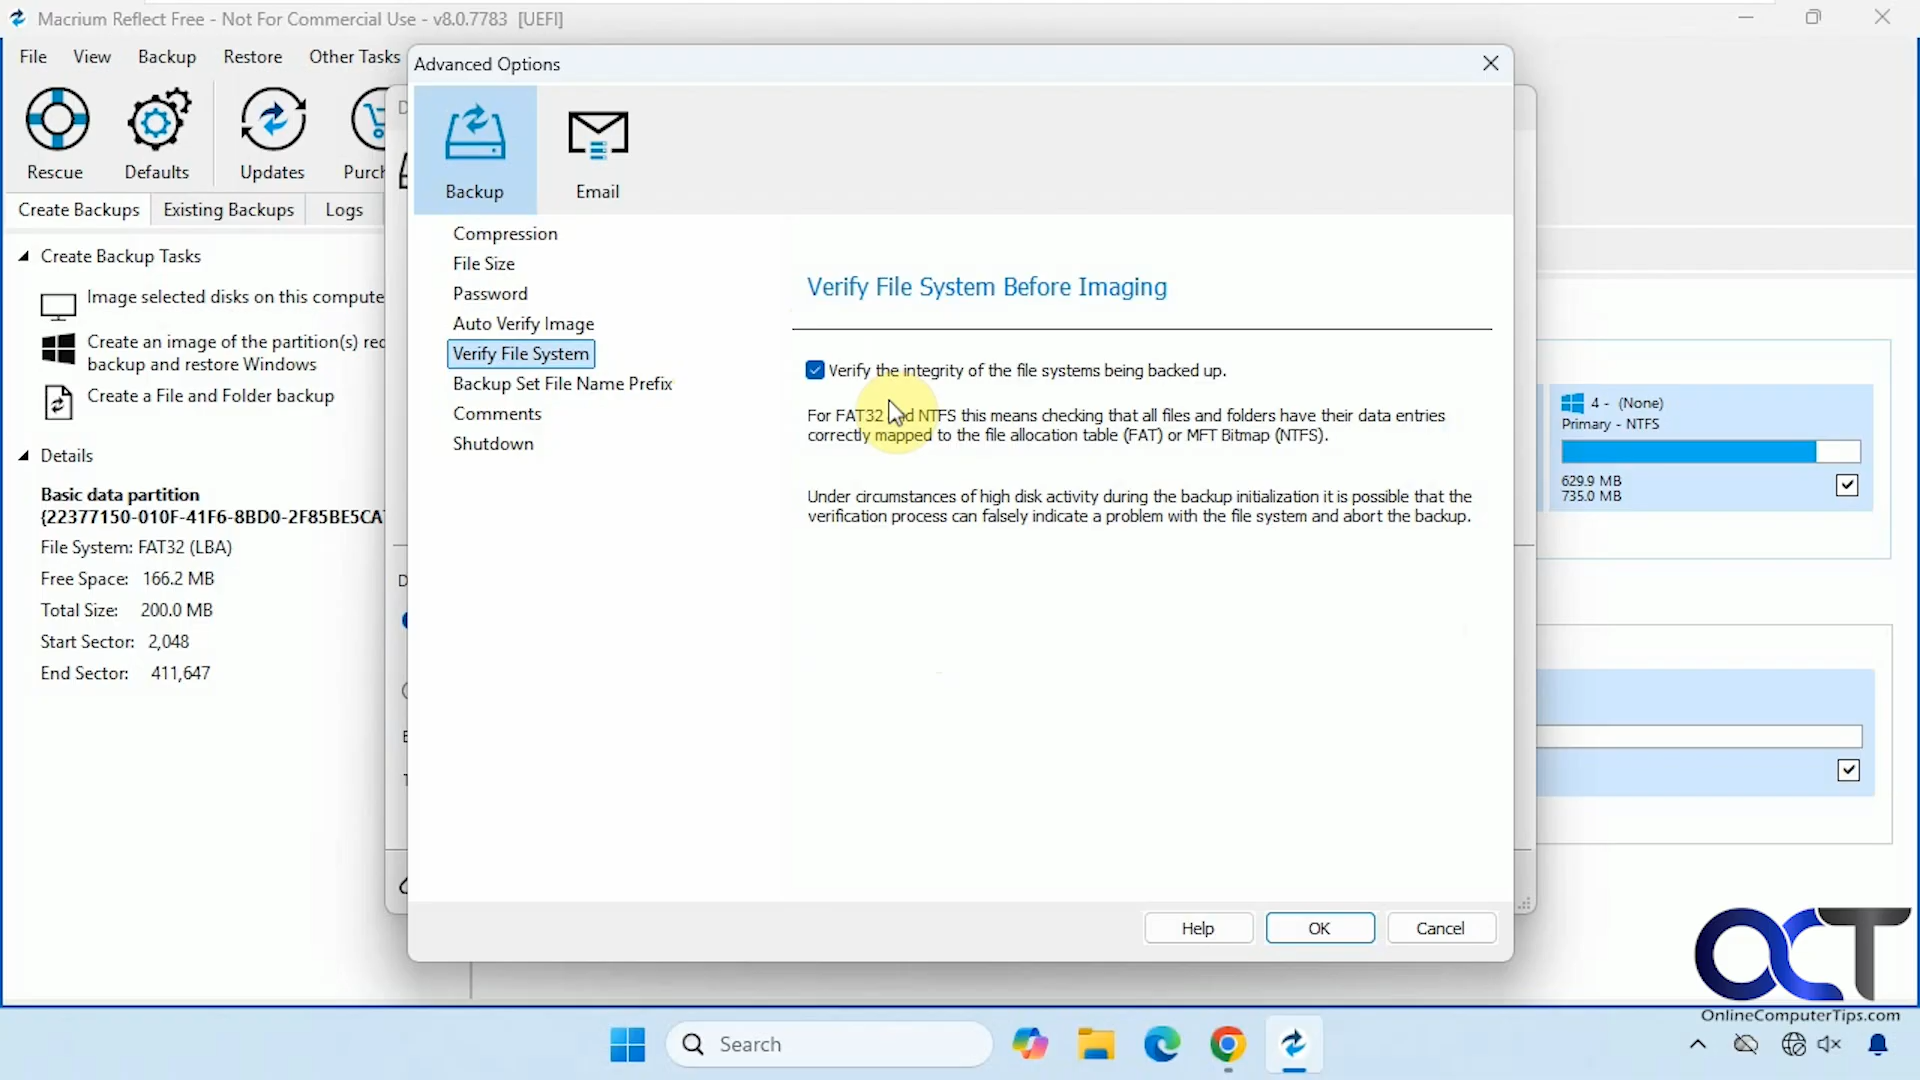 Macrium Reflect Free - Not For Commercial Use - v8.0.7783 [UEFI]
File View Backup Restore Other Tasks
Rescue Defaults Updates Purch
Create Backups Existing Backups Logs
Create Backup Tasks
Image selected disks on this compute
Create an image of the partition(s) req
backup and restore Windows
Create a File and Folder backup
Details
Basic data partition
{22377150-010F-41F6-8BD0-2F85BE5CA
File System: FAT32 (LBA)
Free Space: 166.2 MB
Total Size: 200.0 MB
Start Sector: 2,048
End Sector: 411,647
Advanced Options
Backup Email
Compression
File Size
Password
Auto Verify Image
Verify File System
Backup Set File Name Prefix
Comments
Shutdown
Verify File System Before Imaging
Verify the integrity of the file systems being backed up.
For FAT32 and NTFS this means checking that all files and folders have their data entries
correctly mapped to the file allocation table (FAT) or MFT Bitmap (NTFS).
Under circumstances of high disk activity during the backup initialization it is possible that the
verification process can falsely indicate a problem with the file system and abort the backup.
Help OK Cancel
4 - (None)
Primary - NTFS
629.9 MB
735.0 MB
OCT
OnlineComputerTips.com
Search